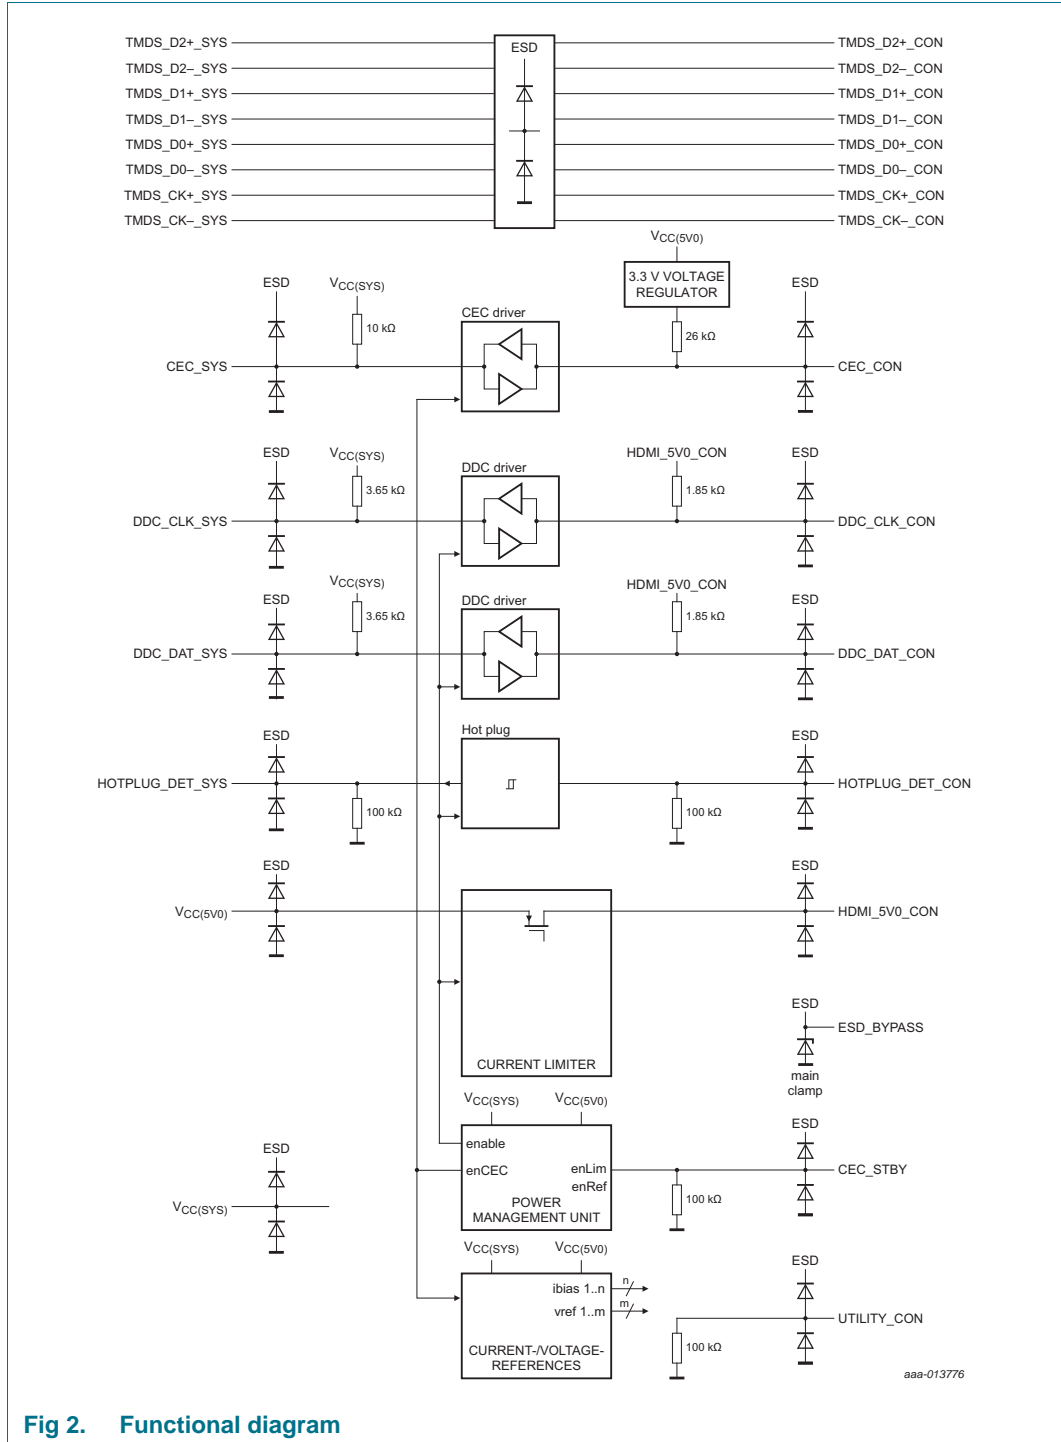 TMDS_D2+_SYS
ESD
TMDS_D2+_CON
TMDS_D2–_SYS
TMDS_D2–_CON
TMDS_D1+_SYS
TMDS_D1+_CON
TMDS_D1–_SYS
TMDS_D1–_CON
TMDS_D0+_SYS
TMDS_D0+_CON
TMDS_D0–_SYS
TMDS_D0–_CON
TMDS_CK+_SYS
TMDS_CK+_CON
TMDS_CK–_SYS
TMDS_CK–_CON
VCC(5V0)
3.3 V VOLTAGE
REGULATOR
ESD
VCC(SYS)
ESD
CEC driver
10 kΩ
26 kΩ
CEC_SYS
CEC_CON
ESD
VCC(SYS)
HDMI_5V0_CON
ESD
DDC driver
3.65 kΩ
1.85 kΩ
DDC_CLK_SYS
DDC_CLK_CON
ESD
VCC(SYS)
HDMI_5V0_CON
ESD
DDC driver
3.65 kΩ
1.85 kΩ
DDC_DAT_SYS
DDC_DAT_CON
ESD
Hot plug
ESD
HOTPLUG_DET_SYS
HOTPLUG_DET_CON
100 kΩ
100 kΩ
ESD
ESD
VCC(5V0)
HDMI_5V0_CON
CURRENT LIMITER
ESD
ESD_BYPASS
main
clamp
VCC(SYS)
VCC(5V0)
ESD
enable
enCEC
enLim
CEC_STBY
enRef
100 kΩ
POWER
MANAGEMENT UNIT
ESD
VCC(SYS)
VCC(SYS)
VCC(5V0)
ESD
ibias 1..n
n
vref 1..m
m
UTILITY_CON
100 kΩ
CURRENT-/VOLTAGE-
REFERENCES
aaa-013776
Fig 2. Functional diagram